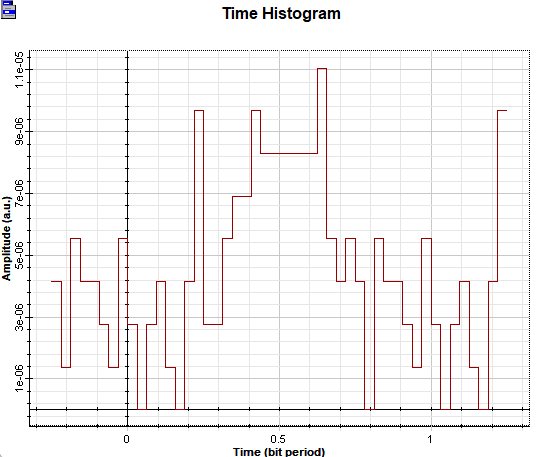 Time Histogram
1.1e-05
9e-06
7e-06
5e-06
3e-06
1e-06
Amplitude (a.u.)
0
0.5
1
Time (bit period)